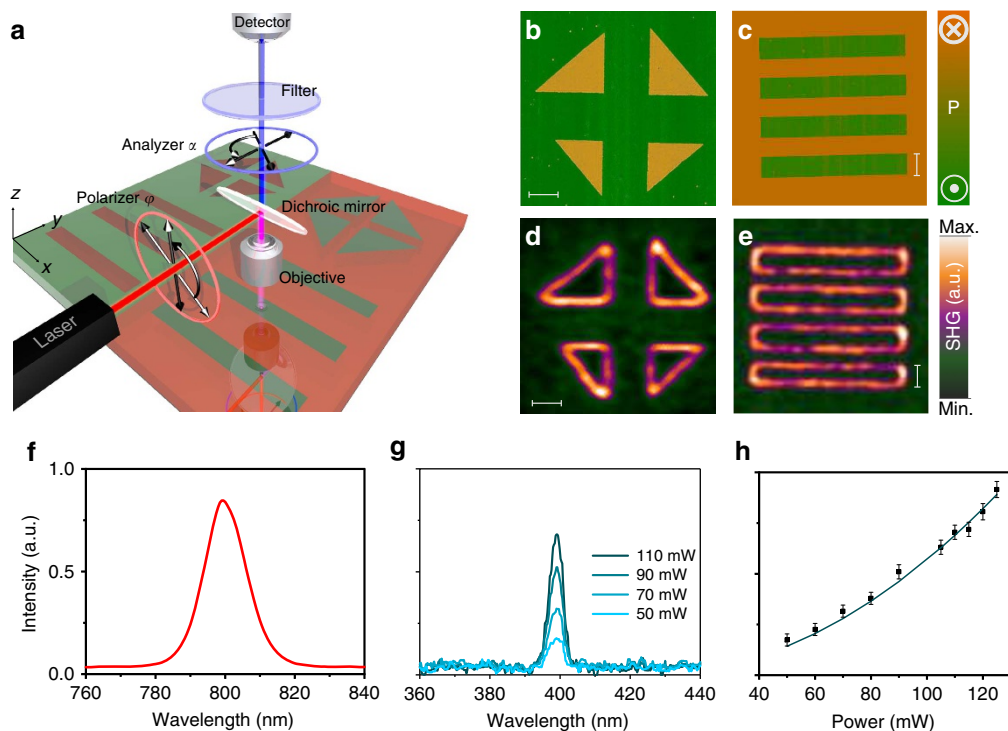 a
Detector
Filter
Analyzer α
Polarizer φ
Dichroic mirror
Objective
Laser
z
y
x
b
c
P
d
e
Max.
SHG (a.u.)
Min.
f
1.0
0.5
0.0
Intensity (a.u.)
760 780 800 820 840
Wavelength (nm)
g
110 mW
90 mW
70 mW
50 mW
360 380 400 420 440
Wavelength (nm)
h
40 60 80 100 120
Power (mW)